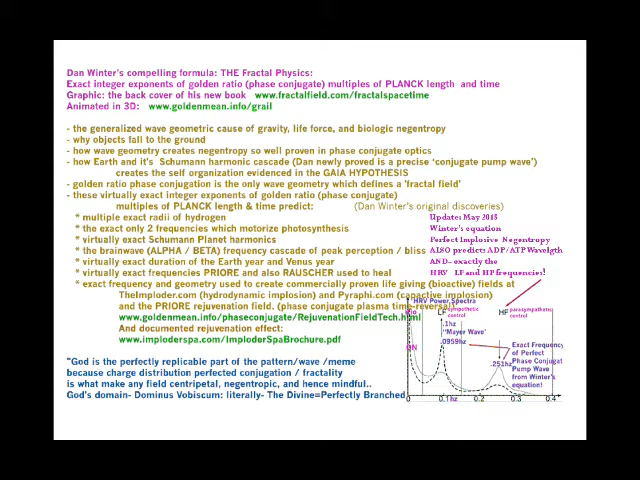 Dan Winter's compelling formula: THE Fractal Physics:
Exact integer exponents of golden ratio (phase conjugate) multiples of PLANCK length and time
Graphic: the back cover of his new book www.fractalfield.com/fractalspacetime
Animated in 3D: www.goldenmean.info/grail
- the generalized wave geometric cause of gravity, life force, and biologic negentropy
- why objects fall to the ground
- how wave geometry creates negentropy so well proven in phase conjugate optics
- how Earth and it's Schumann harmonic cascade (Dan newly proved is a precise 'conjugate pump wave')
creates the self organization evidenced in the GAIA HYPOTHESIS
- golden ratio phase conjugation is the only wave geometry which defines a 'fractal field'
- these virtually exact integer exponents of golden ratio (phase conjugate)
multiples of PLANCK length & time predict: (Dan Winter's original discoveries)
* multiple exact radii of hydrogen
* the exact only 2 frequencies which motorize photosynthesis
* virtually exact Schumann Planet harmonics
* the brainwave (ALPHA / BETA) frequency cascade of peak perception / bliss
* virtually exact duration of the Earth year and Venus year
* virtually exact frequencies PRIORE and also RAUSCHER used to heal
* exact frequency and geometry used to create commercially proven life giving (bioactive) fields at
TheImploder.com (hydrodynamic implosion) and Pyraphi.com (capactive implosion)
and the PRIORE rejuvenation field. (phase conjugate plasma time-reversal)
www.goldenmean.info/phaseconjugate/RejuvenationFieldTech.html
And documented rejuvenation effect:
www.imploderspa.com/ImploderSpaBrochure.pdf
"God is the perfectly replicable part of the pattern/wave /meme
because charge distribution perfected conjugation / fractality
is what make any field centripetal, negentropic, and hence mindful..
God's domain- Dominus Vobiscum: literally- The Divine=Perfectly Branched
Update: May 2015
Winter's equation
Perfect Implosive Negentropy
ALSO predicts ADP/ATP Wavelgth
AND- exactly the
HRV LF and HF frequencies!
"HRV Power Spectra
LF sympathetic control
HF parasympathetic control
.1hz
"Mayer Wave'
.0959hz
.251hz
Exact Frequency
of Perfect
Phase Conjugate
Pump Wave
from Winter's
equation!
0 0.1hz 0.2 0.3 0.4